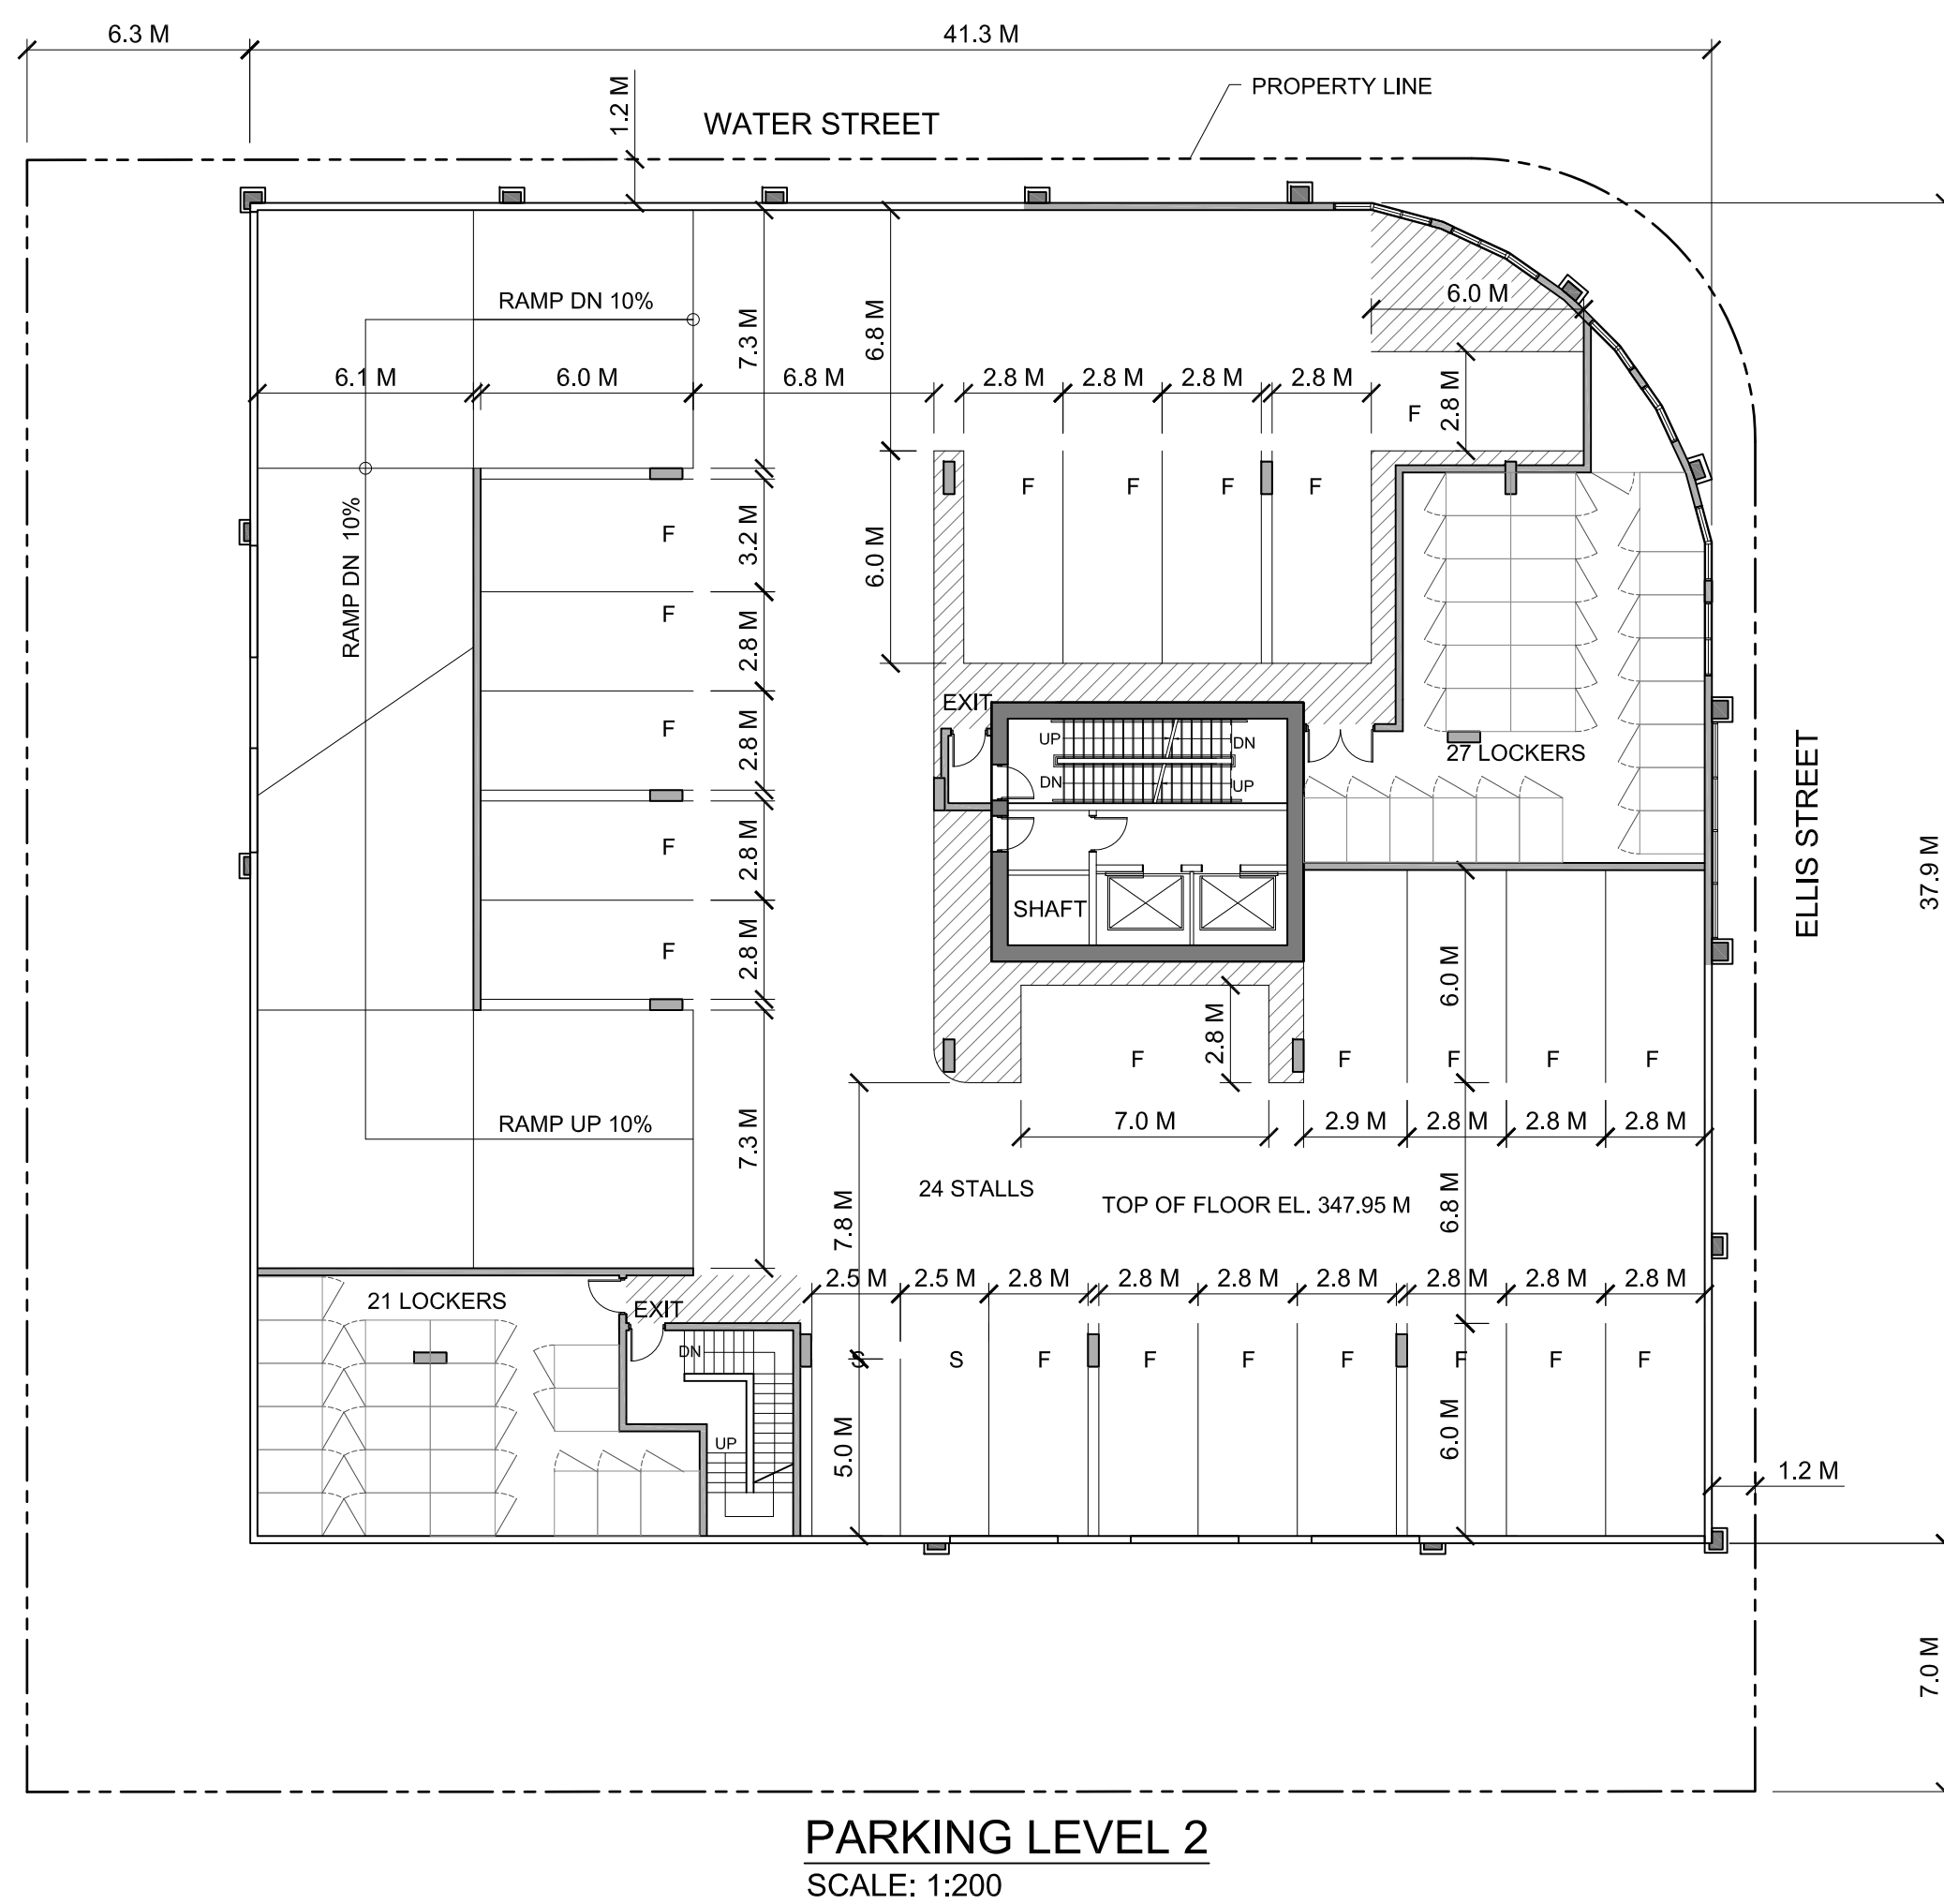 6.3 M
41.3 M
1.2 M
PROPERTY LINE
WATER STREET
RAMP DN 10%
6.0 M
7.3 M
6.8 M
6.1 M
6.0 M
6.8 M
2.8 M
2.8 M
2.8 M
2.8 M
2.8 M
F
F
F
F
F
RAMP DN 10%
F
3.2 M
6.0 M
F
2.8 M
EXIT
F
2.8 M
UP
DN
DN
UP
27 LOCKERS
ELLIS STREET
37.9 M
F
2.8 M
SHAFT
F
2.8 M
6.0 M
F
2.8 M
F
F
F
F
RAMP UP 10%
7.3 M
7.0 M
2.9 M
2.8 M
2.8 M
2.8 M
24 STALLS
TOP OF FLOOR EL. 347.95 M
7.8 M
6.8 M
21 LOCKERS
EXIT
2.5 M
2.5 M
2.8 M
2.8 M
2.8 M
2.8 M
2.8 M
2.8 M
2.8 M
DN
S
S
F
F
F
F
F
F
F
UP
5.0 M
6.0 M
1.2 M
7.0 M
PARKING LEVEL 2
SCALE: 1:200